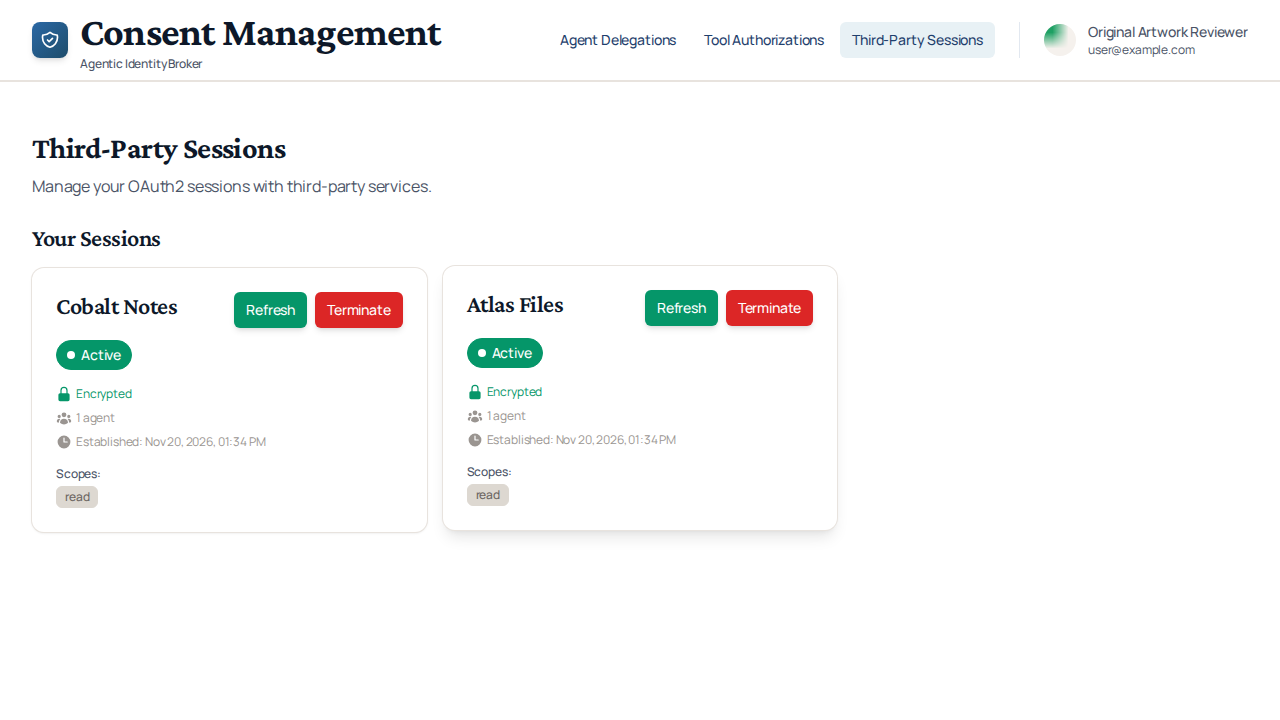 Consent Management
Agentic IdentityBroker
Agent Delegations
Tool Authorizations
Third-Party Sessions
Original Artwork Reviewer
user@example.com
Third-Party Sessions
Manage your OAuth2 sessions with third-party services.
Your Sessions
Cobalt Notes
Refresh
Terminate
Active
Encrypted
1 agent
Established: Nov 20, 2026, 01:34 PM
Scopes:
read
Atlas Files
Refresh
Terminate
Active
Encrypted
1 agent
Established: Nov 20, 2026, 01:34 PM
Scopes:
read